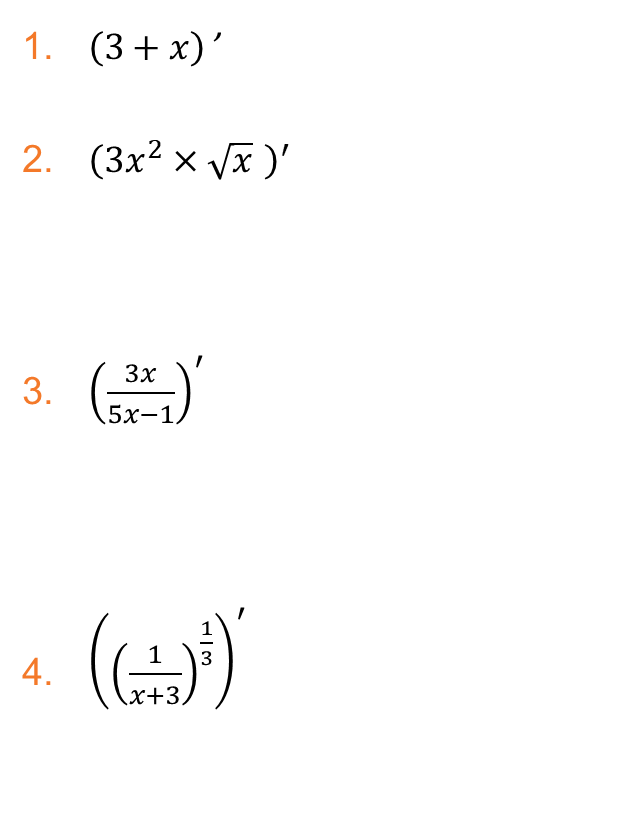 1. (3 + x)′
2. (3x² × √x )′
3. (3x/5x−1)′
4. ((1/x+3)^(1/3))′